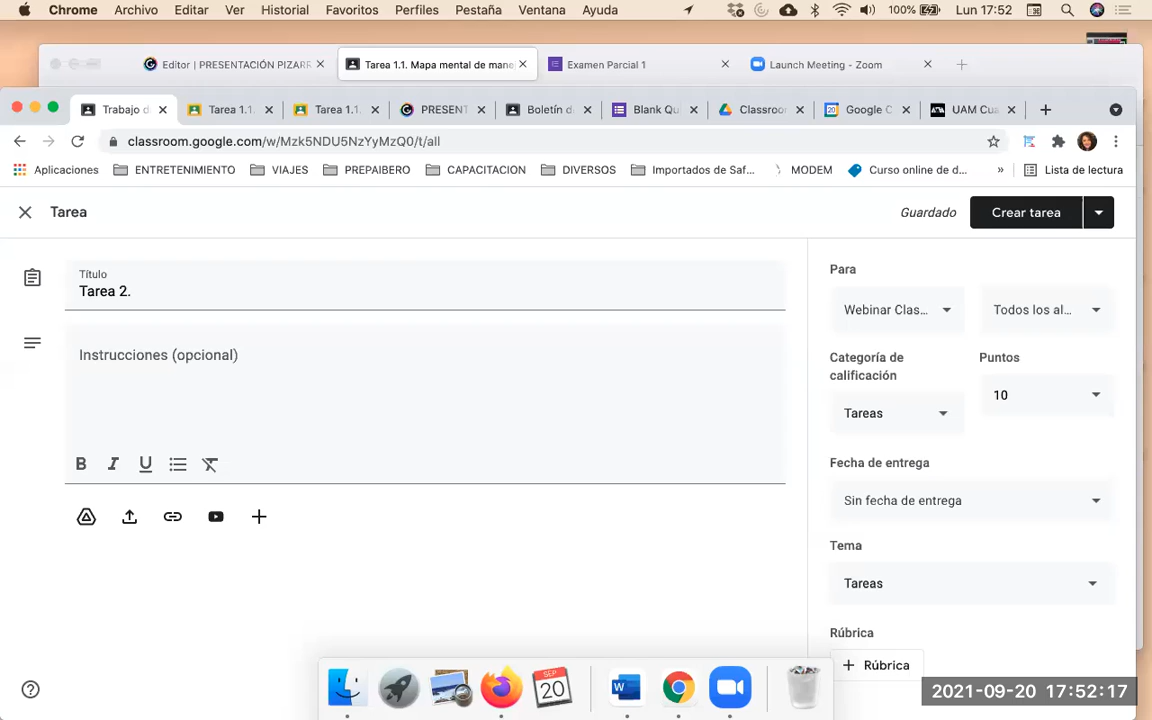 Chrome Archivo Editar Ver Historial Favoritos Perfiles Pestaña Ventana Ayuda 100% Lun 17:52
Editor | PRESENTACIÓN PIZARR Tarea 1.1. Mapa mental de mane Examen Parcial 1 Launch Meeting - Zoom
Trabajo d Tarea 1.1. Tarea 1.1. PRESENT Boletín d Blank Qu Classroo Google C UAM Cua
classroom.google.com/w/Mzk5NDU5NzYyMzQ0/t/all
Aplicaciones ENTRETENIMIENTO VIAJES PREPAIBERO CAPACITACION DIVERSOS Importados de Saf... MODEM Curso online de d... » Lista de lectura
Tarea Guardado Crear tarea
Título
Tarea 2.
Instrucciones (opcional)
B I U
Para
Webinar Clas... Todos los al...
Categoría de calificación Puntos
Tareas 10
Fecha de entrega
Sin fecha de entrega
Tema
Tareas
Rúbrica
+ Rúbrica
SEP
20
2021-09-20 17:52:17